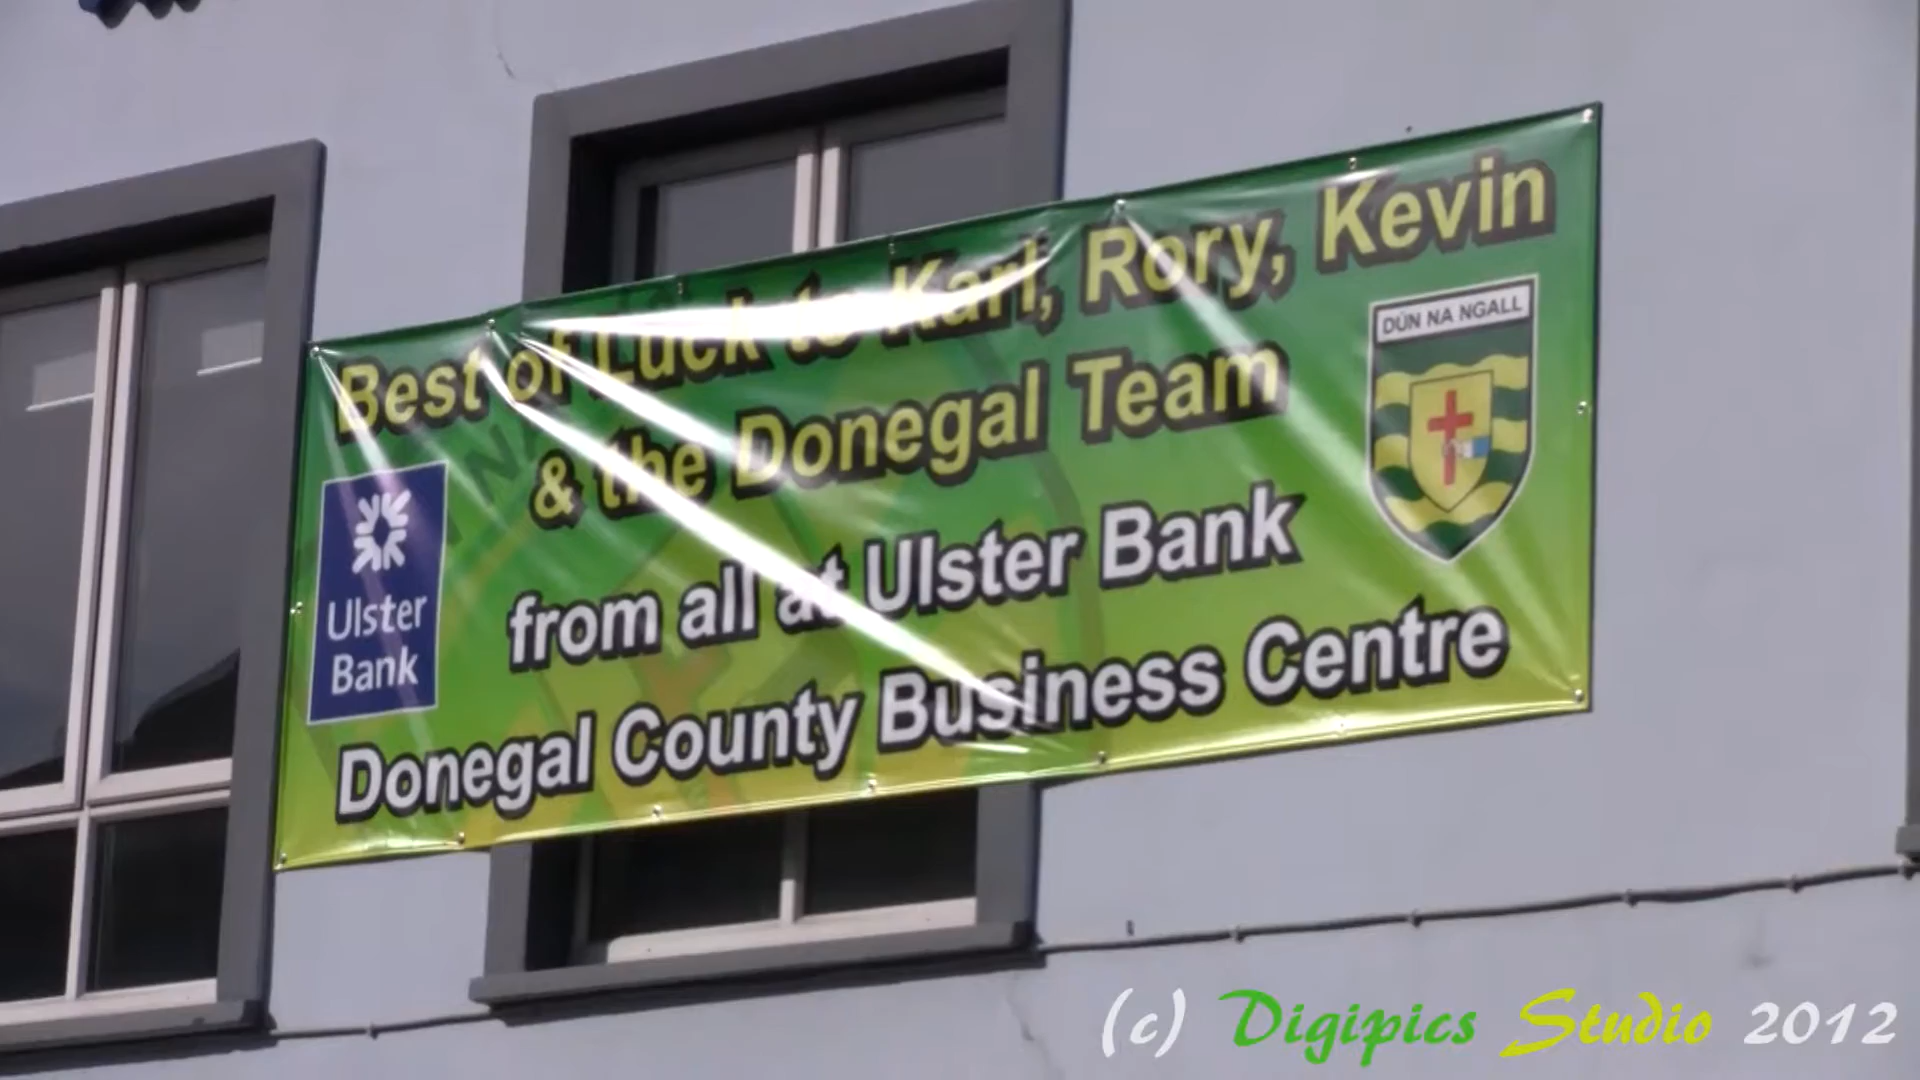 Best of Luck to Karl, Rory, Kevin
& the Donegal Team
from all at Ulster Bank
Donegal County Business Centre
Ulster
Bank
DÚN NA NGALL
(c) Digipics Studio 2012